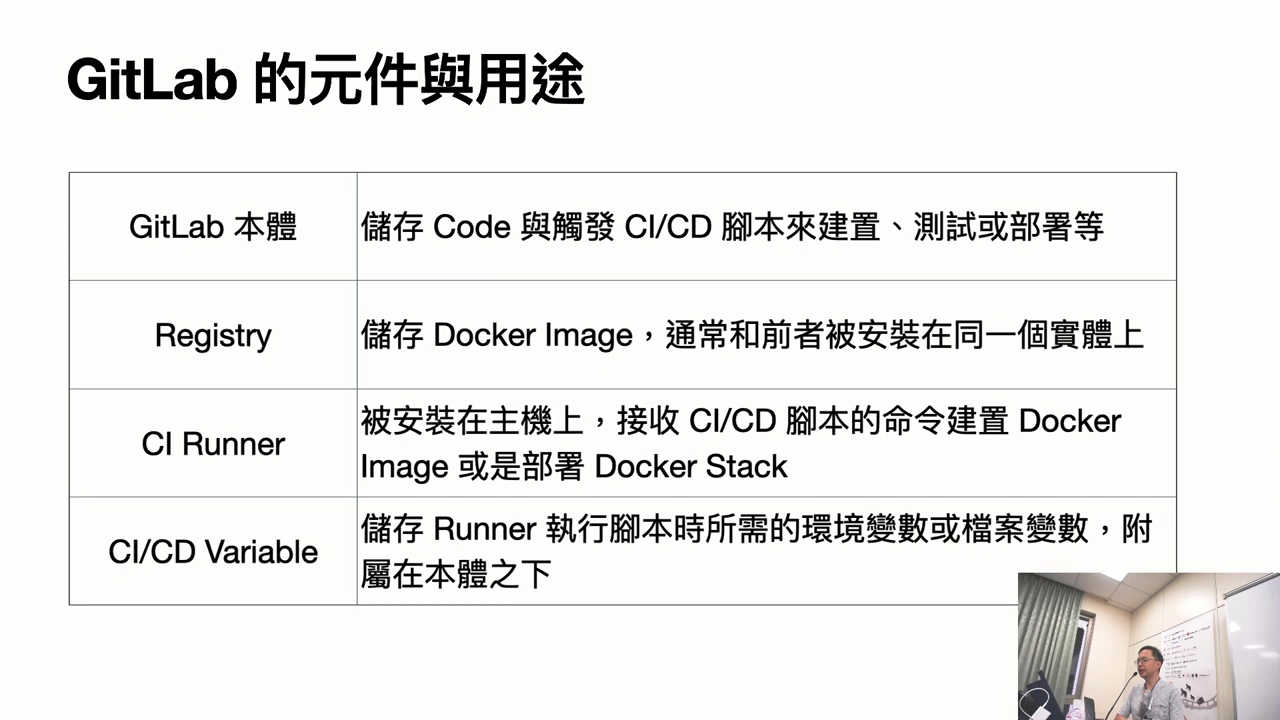 GitLab 的元件與用途
GitLab 本體
儲存 Code 與觸發 CI/CD 腳本來建置、測試或部署等
Registry
儲存 Docker Image，通常和前者被安裝在同一個實體上
CI Runner
被安裝在主機上，接收 CI/CD 腳本的命令建置 Docker
Image 或是部署 Docker Stack
CI/CD Variable
儲存 Runner 執行腳本時所需的環境變數或檔案變數，附
屬在本體之下